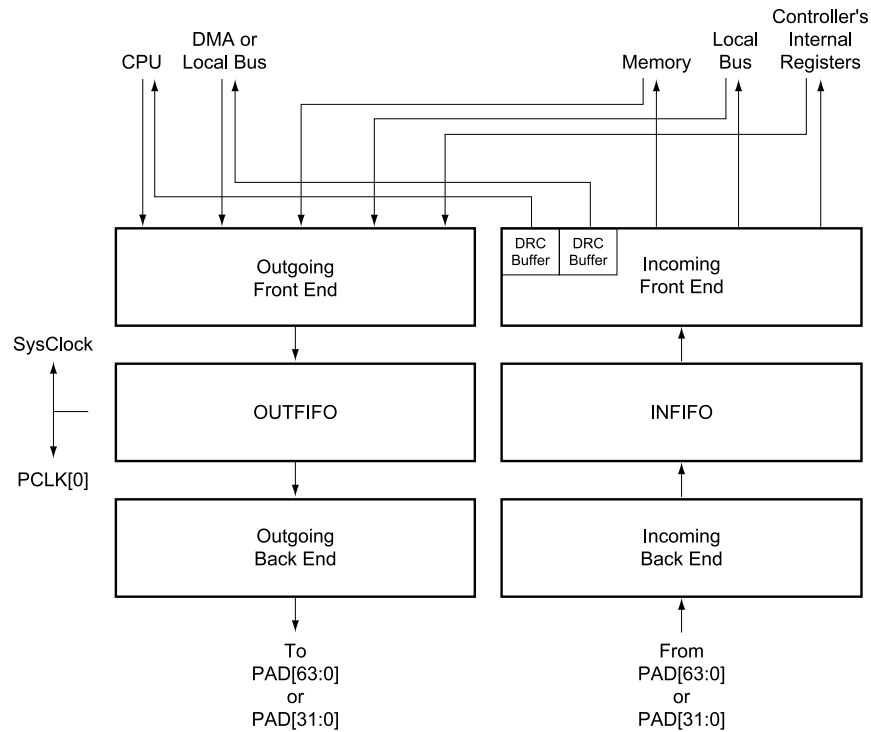 CPU
DMA or
Local Bus
Memory
Local
Bus
Controller's
Internal
Registers
Outgoing
Front End
DRC
Buffer
DRC
Buffer
Incoming
Front End
SysClock
PCLK[0]
OUTFIFO
INFIFO
Outgoing
Back End
Incoming
Back End
To
PAD[63:0]
or
PAD[31:0]
From
PAD[63:0]
or
PAD[31:0]